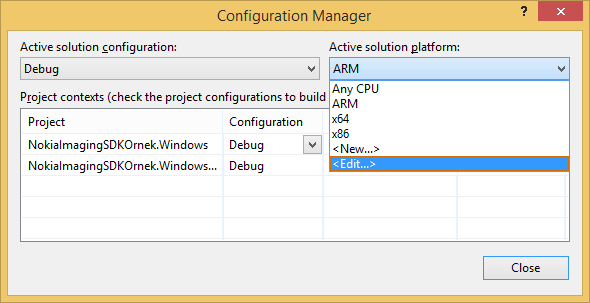 Configuration Manager
?
Active solution configuration:
Active solution platform:
Debug
ARM
Project contexts (check the project configurations to build
Any CPU
ARM
x64
x86
<New...>
<Edit...>
Project
Configuration
NokiaImagingSDKOrnek.Windows
Debug
NokiaImagingSDKOrnek.Windows...
Debug
Close